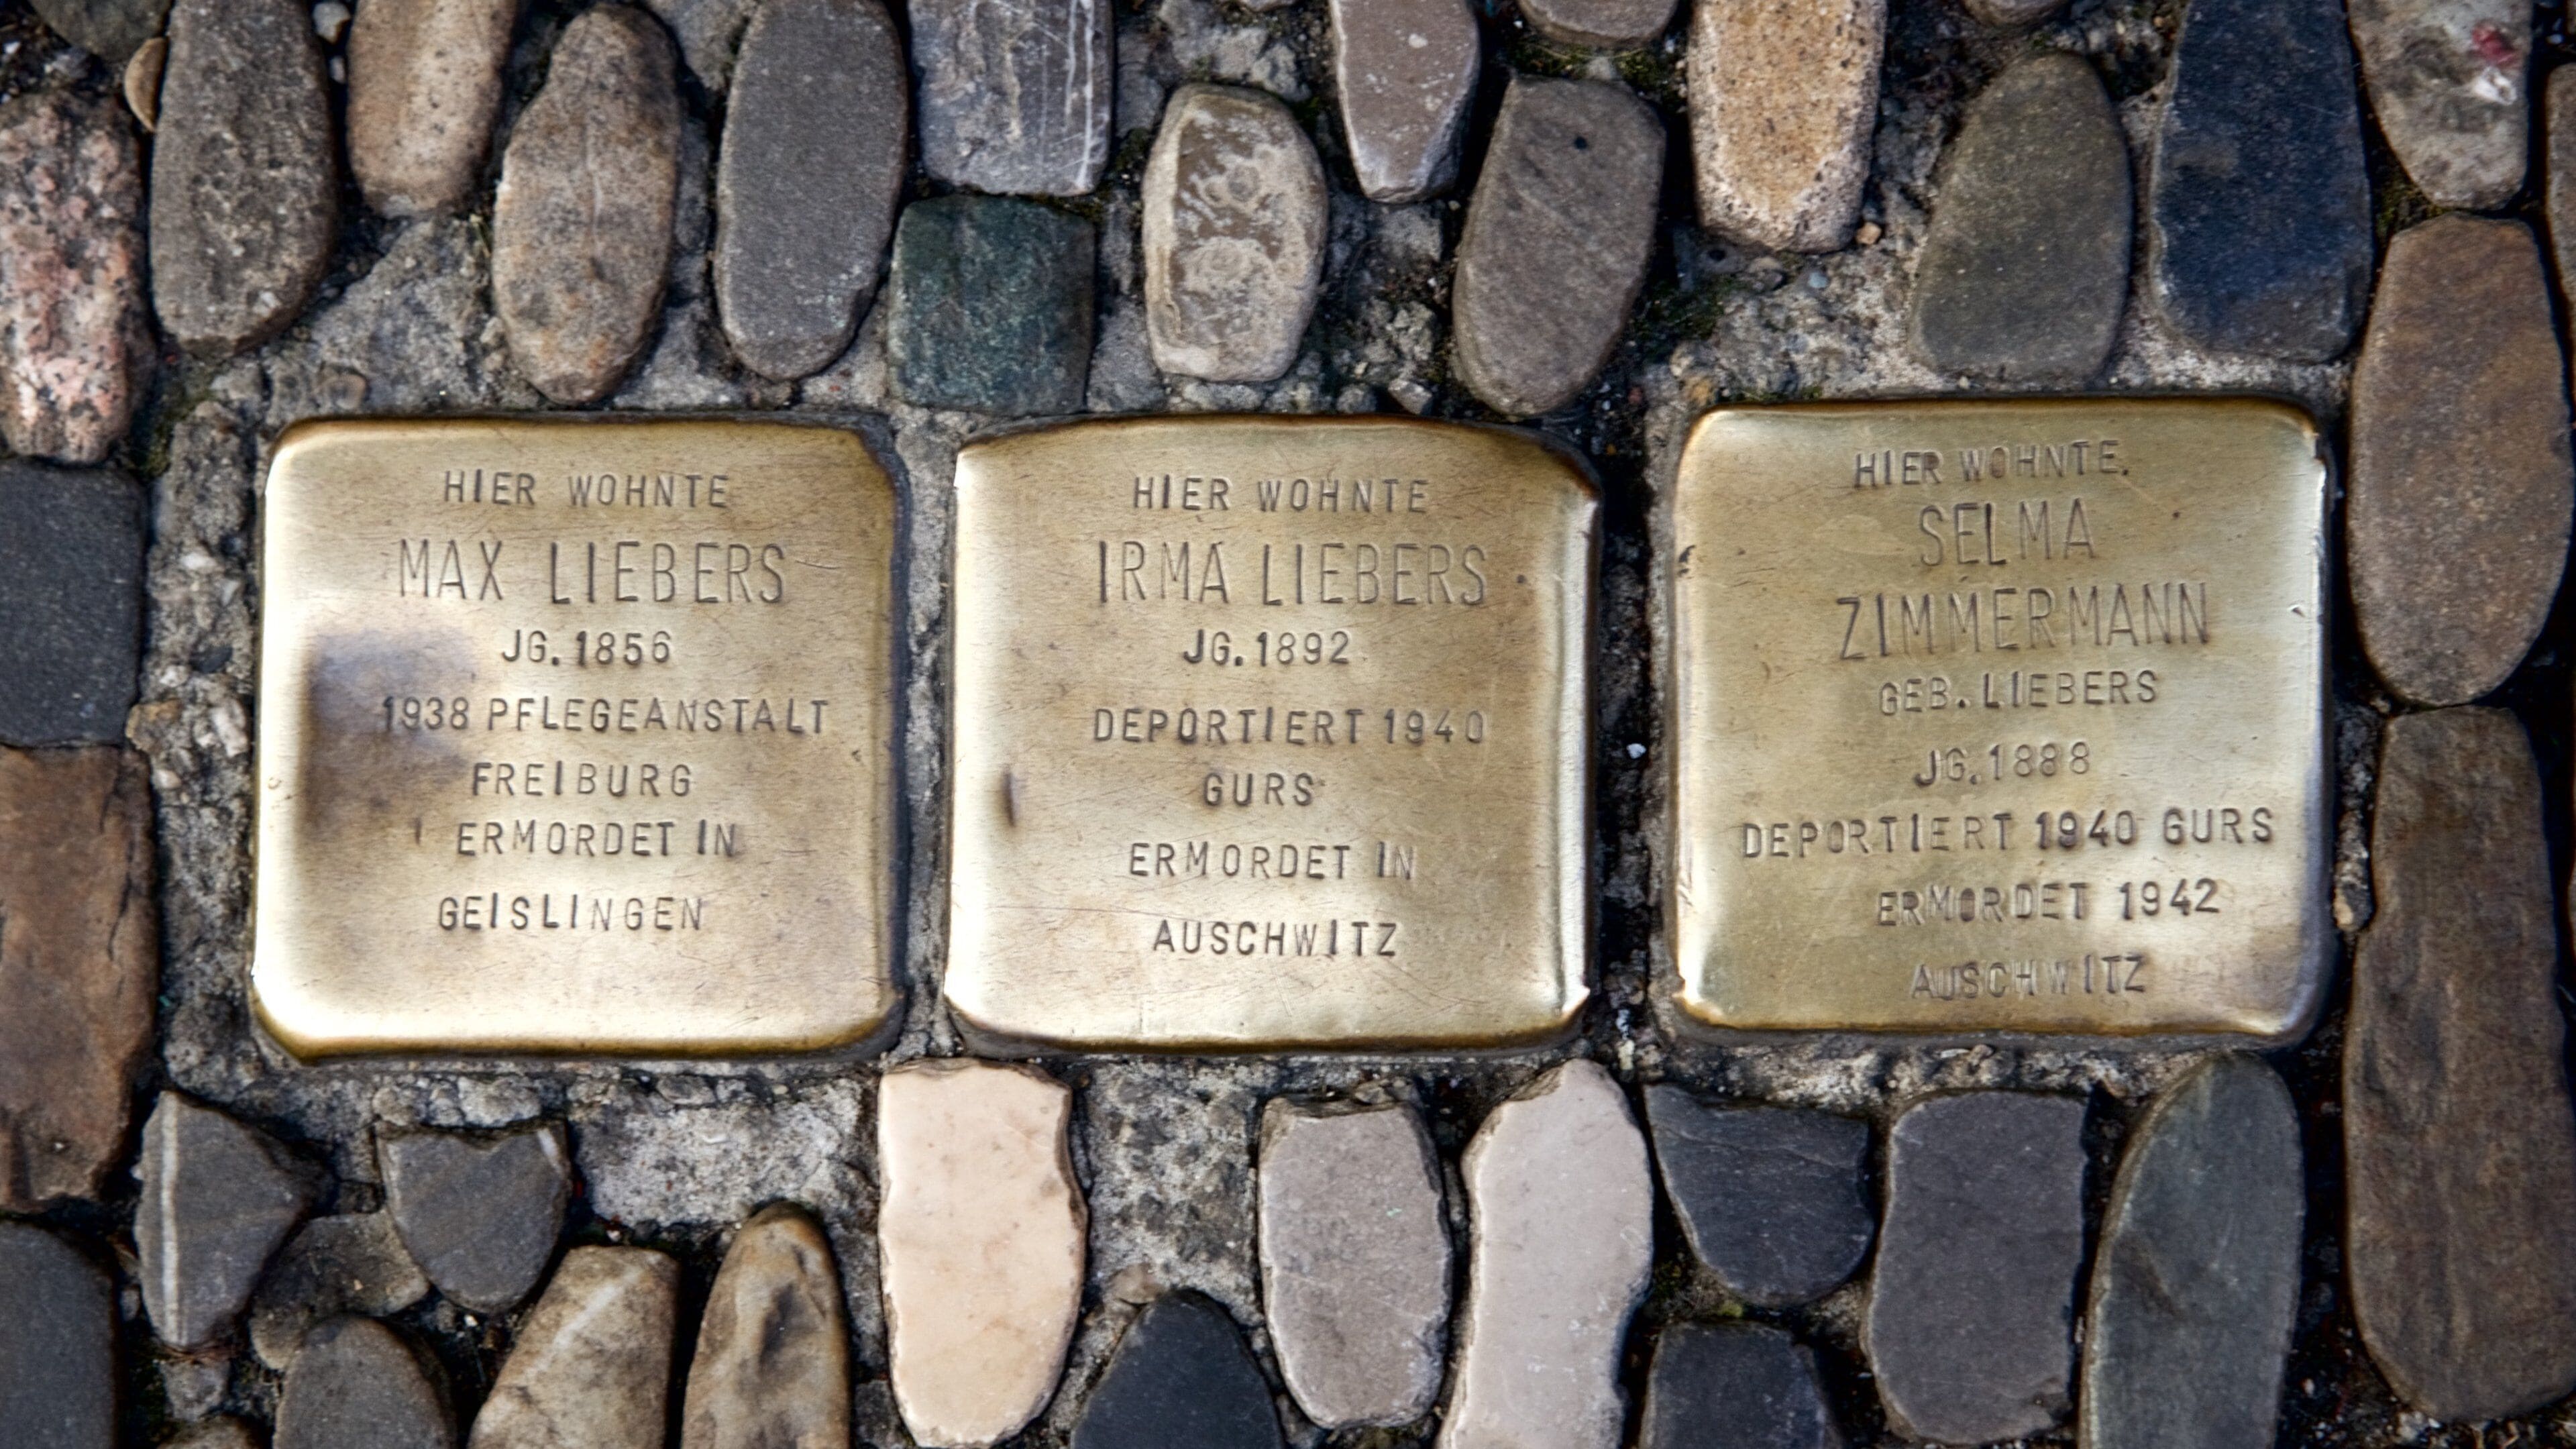 HIER WOHNTE
MAX LIEBERS
JG. 1856
1938 PFLEGEANSTALT
FREIBURG
ERMORDET IN
GEISLINGEN
HIER WOHNTE
IRMA LIEBERS
JG. 1892
DEPORTIERT 1940
GURS
ERMORDET IN
AUSCHWITZ
HIER WOHNTE
SELMA
ZIMMERMANN
GEB. LIEBERS
JG. 1888
DEPORTIERT 1940 GURS
ERMORDET 1942
AUSCHWITZ